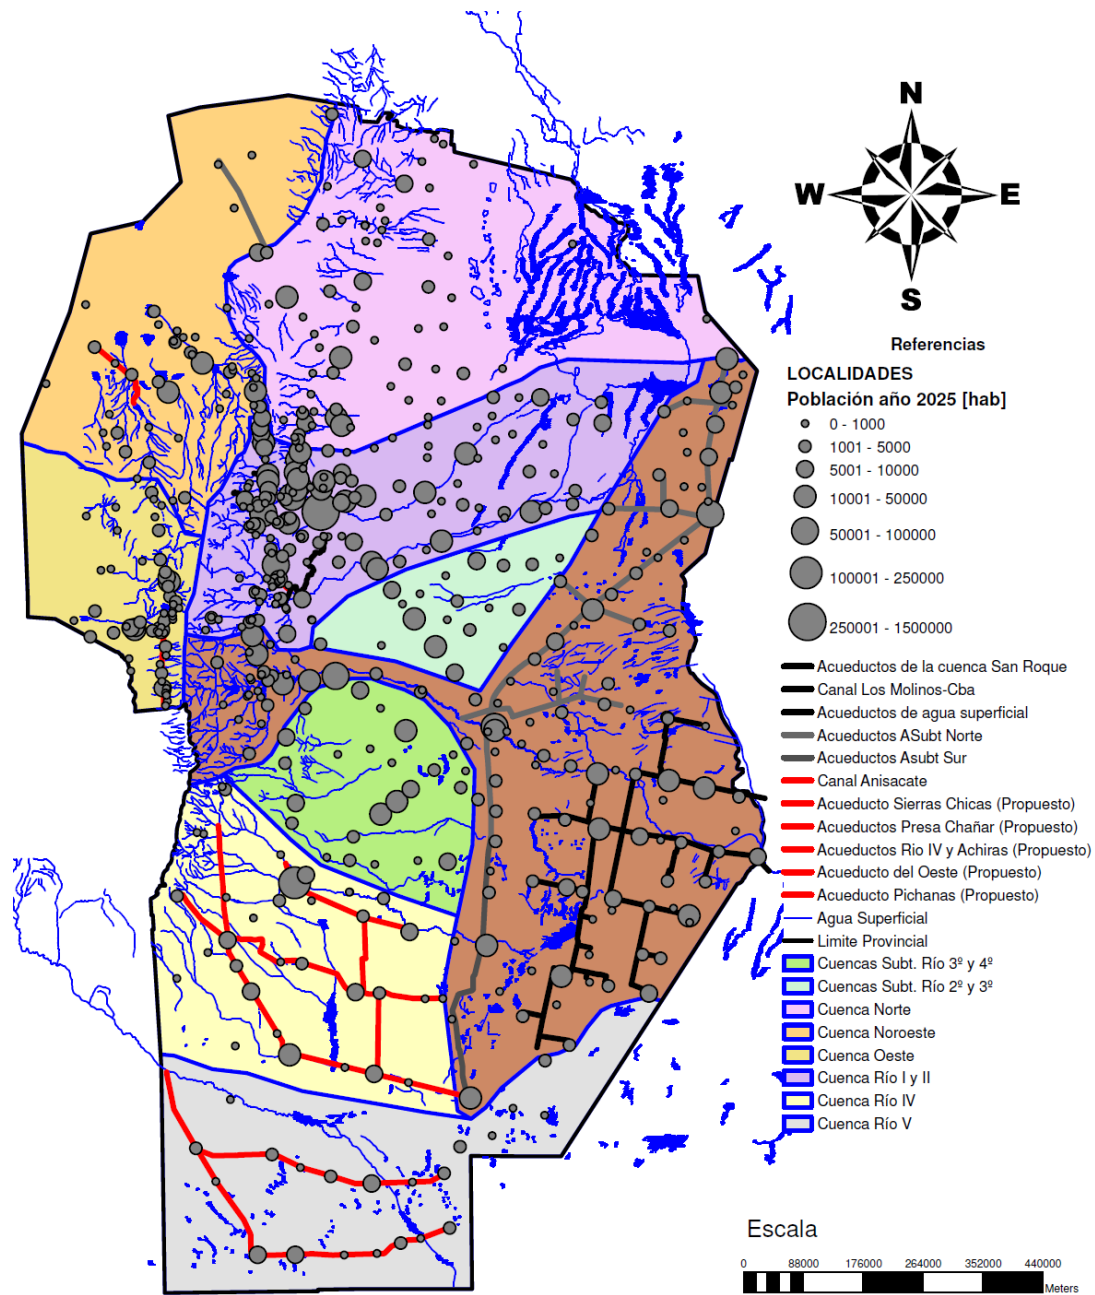 N
W
E
S
Referencias
LOCALIDADES
Población año 2025 [hab]
0 - 1000
1001 - 5000
5001 - 10000
10001 - 50000
50001 - 100000
100001 - 250000
250001 - 1500000
Acueductos de la cuenca San Roque
Canal Los Molinos-Cba
Acueductos de agua superficial
Acueductos ASubt Norte
Acueductos Asubt Sur
Canal Anisacate
Acueducto Sierras Chicas (Propuesto)
Acueductos Presa Chañar (Propuesto)
Acueductos Rio IV y Achiras (Propuesto)
Acueducto del Oeste (Propuesto)
Acueducto Pichanas (Propuesto)
Agua Superficial
Limite Provincial
Cuencas Subt. Río 3º y 4º
Cuencas Subt. Río 2º y 3º
Cuenca Norte
Cuenca Noroeste
Cuenca Oeste
Cuenca Río I y II
Cuenca Río IV
Cuenca Río V
Escala
0 88000 176000 264000 352000 440000
Meters